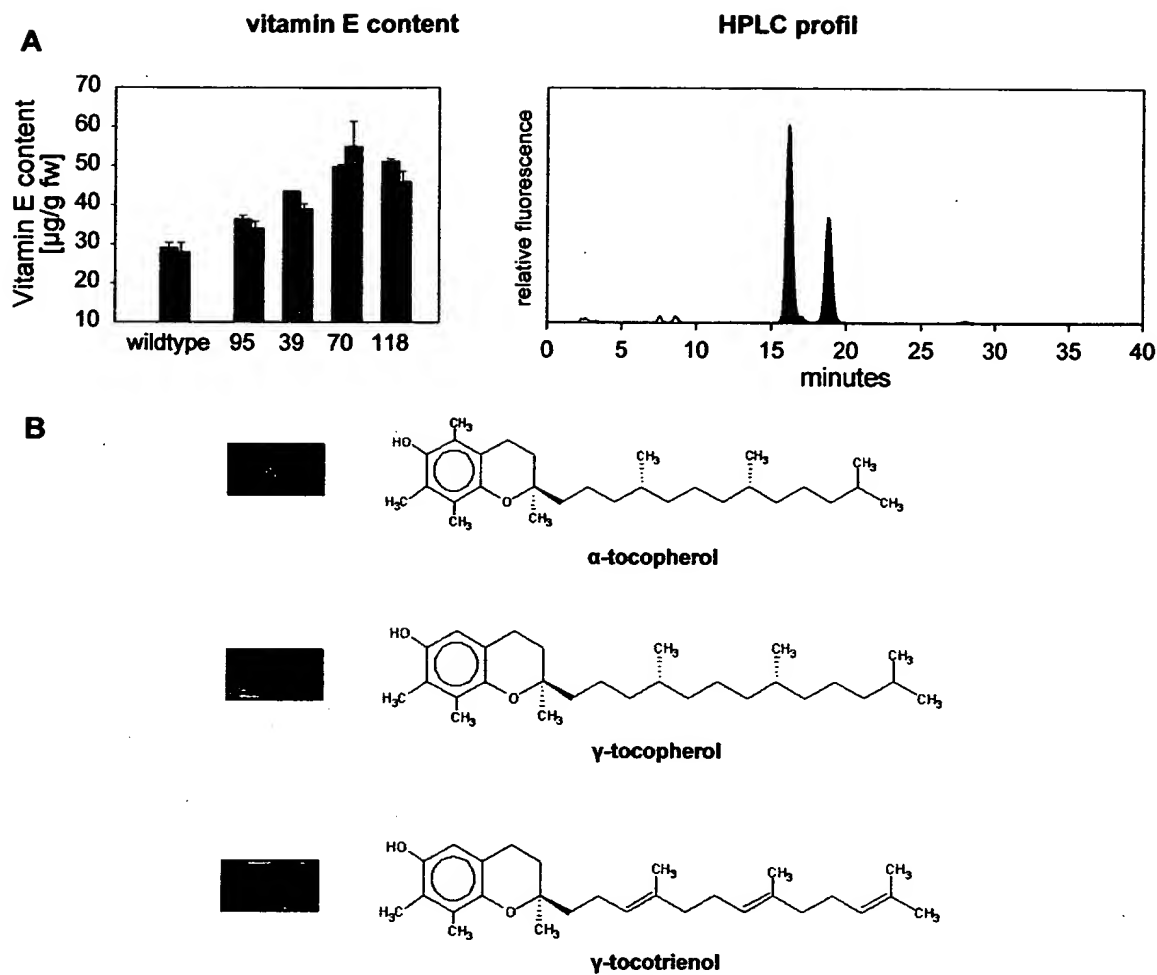 A
vitamin E content
HPLC profil
Vitamin E content
[µg/g fw]
70
60
50
40
30
20
10
wildtype 95 39 70 118
relative fluorescence
0 5 10 15 20 25 30 35 40
minutes
B
CH₃
HO
H₃C
CH₃
O
CH₃
CH₃
CH₃
CH₃
CH₃
α-tocopherol
HO
H₃C
CH₃
O
CH₃
CH₃
CH₃
CH₃
CH₃
γ-tocopherol
HO
H₃C
CH₃
O
CH₃
CH₃
CH₃
CH₃
CH₃
γ-tocotrienol